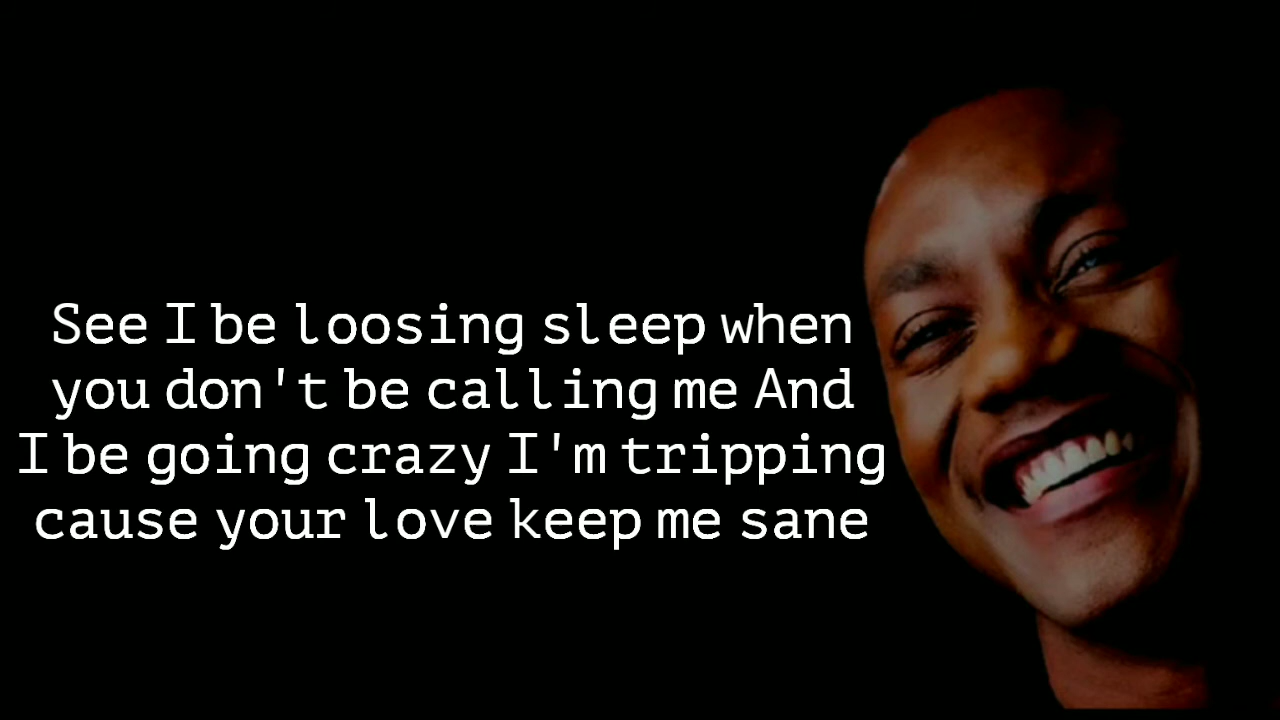 See I be loosing sleep when
you don't be calling me And
I be going crazy I'm tripping
cause your love keep me sane